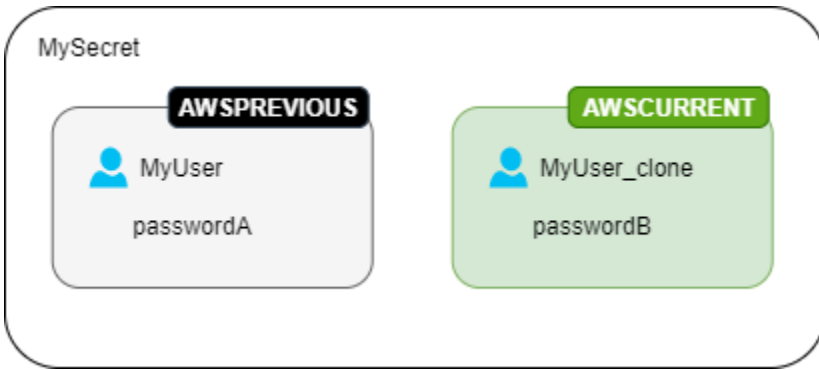 MySecret
AWSPREVIOUS
MyUser
passwordA
AWSCURRENT
MyUser_clone
passwordB